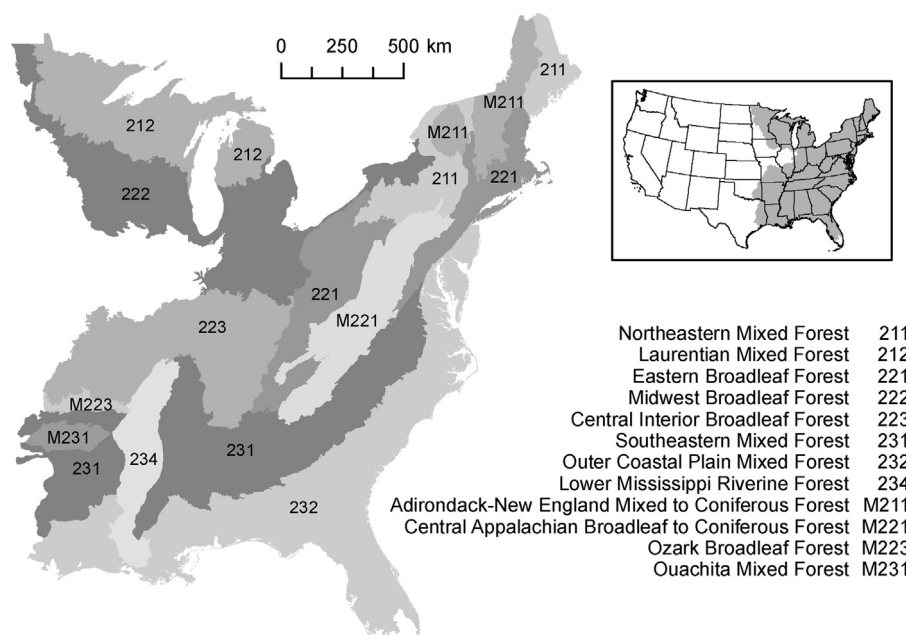 0 250 500 km
211
M211
212
M211
212
211
221
222
221
223
M221
M223
M231
231
234
231
232
Northeastern Mixed Forest 211
Laurentian Mixed Forest 212
Eastern Broadleaf Forest 221
Midwest Broadleaf Forest 222
Central Interior Broadleaf Forest 223
Southeastern Mixed Forest 231
Outer Coastal Plain Mixed Forest 232
Lower Mississippi Riverine Forest 234
Adirondack-New England Mixed to Coniferous Forest M211
Central Appalachian Broadleaf to Coniferous Forest M221
Ozark Broadleaf Forest M223
Ouachita Mixed Forest M231